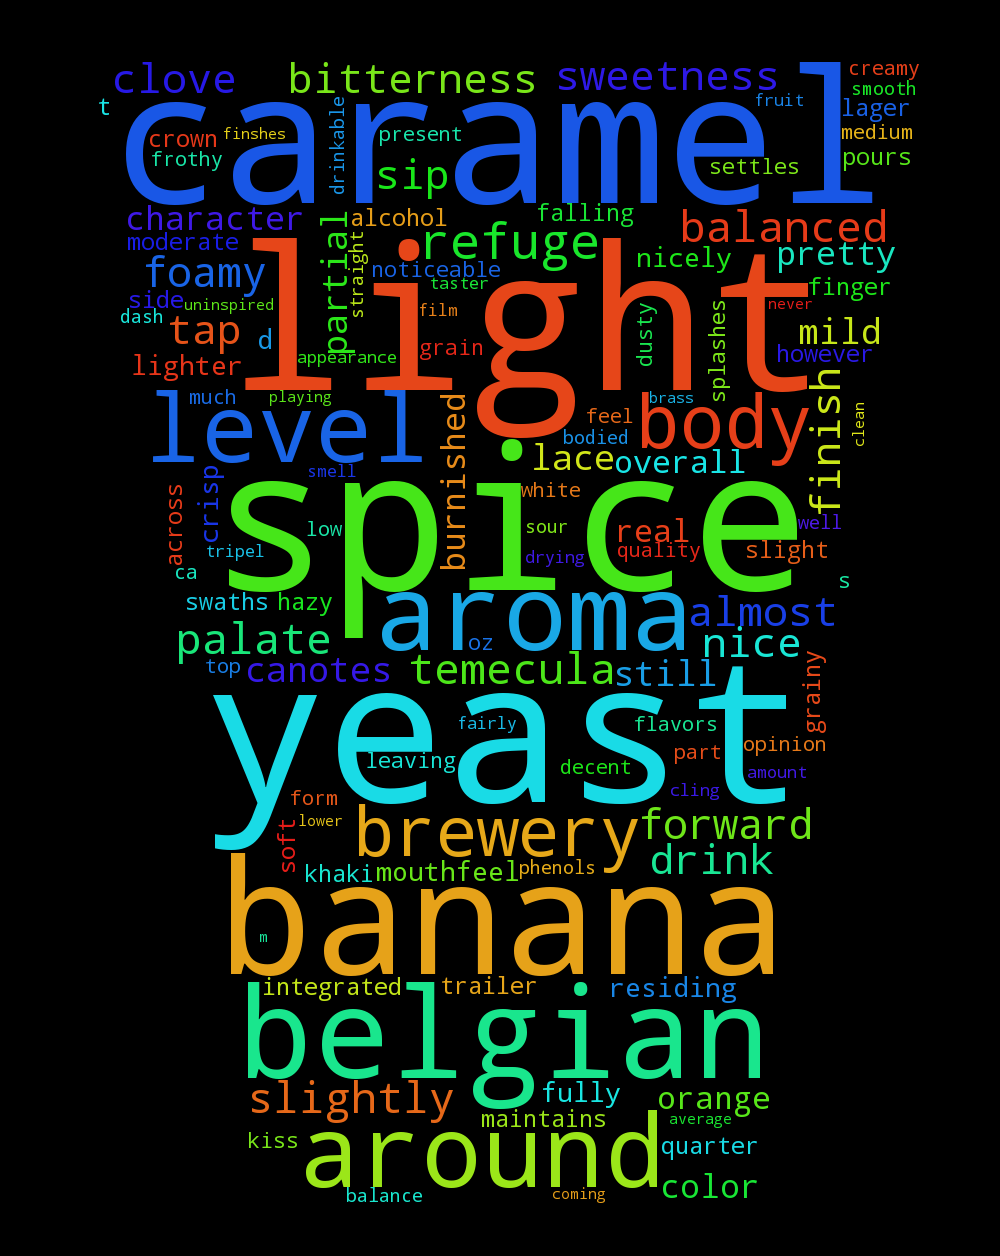 clove
bitterness
sweetness
creamy
smooth
t
caramel
drinkable
fruit
lager
crown
finshes
present
medium
frothy
sip
settles
pours
character
partial
alcohol
falling
balanced
moderate
straight
refuge
nicely
pretty
foamy
light
noticeable
taster
finger
side
uninspired
film
splashes
never
dash
tap
d
dusty
mild
appearance
grain
however
lighter
level
much
playing
burnished
feel
brass
body
finish
clean
bodied
lace
overall
smell
across
crisp
spice
white
low
sour
real
well
tripel
drying
quality
slight
ca
s
swaths
hazy
aroma
almost
palate
oz
nice
top
canotes
temecula
still
grainy
yeast
fairly
flavors
leaving
part
opinion
decent
amount
form
cling
soft
lower
brewery
forward
khaki
mouthfeel
phenols
drink
banana
m
integrated
trailer
residing
belgian
slightly
fully
orange
maintains
average
kiss
around
quarter
balance
coming
color